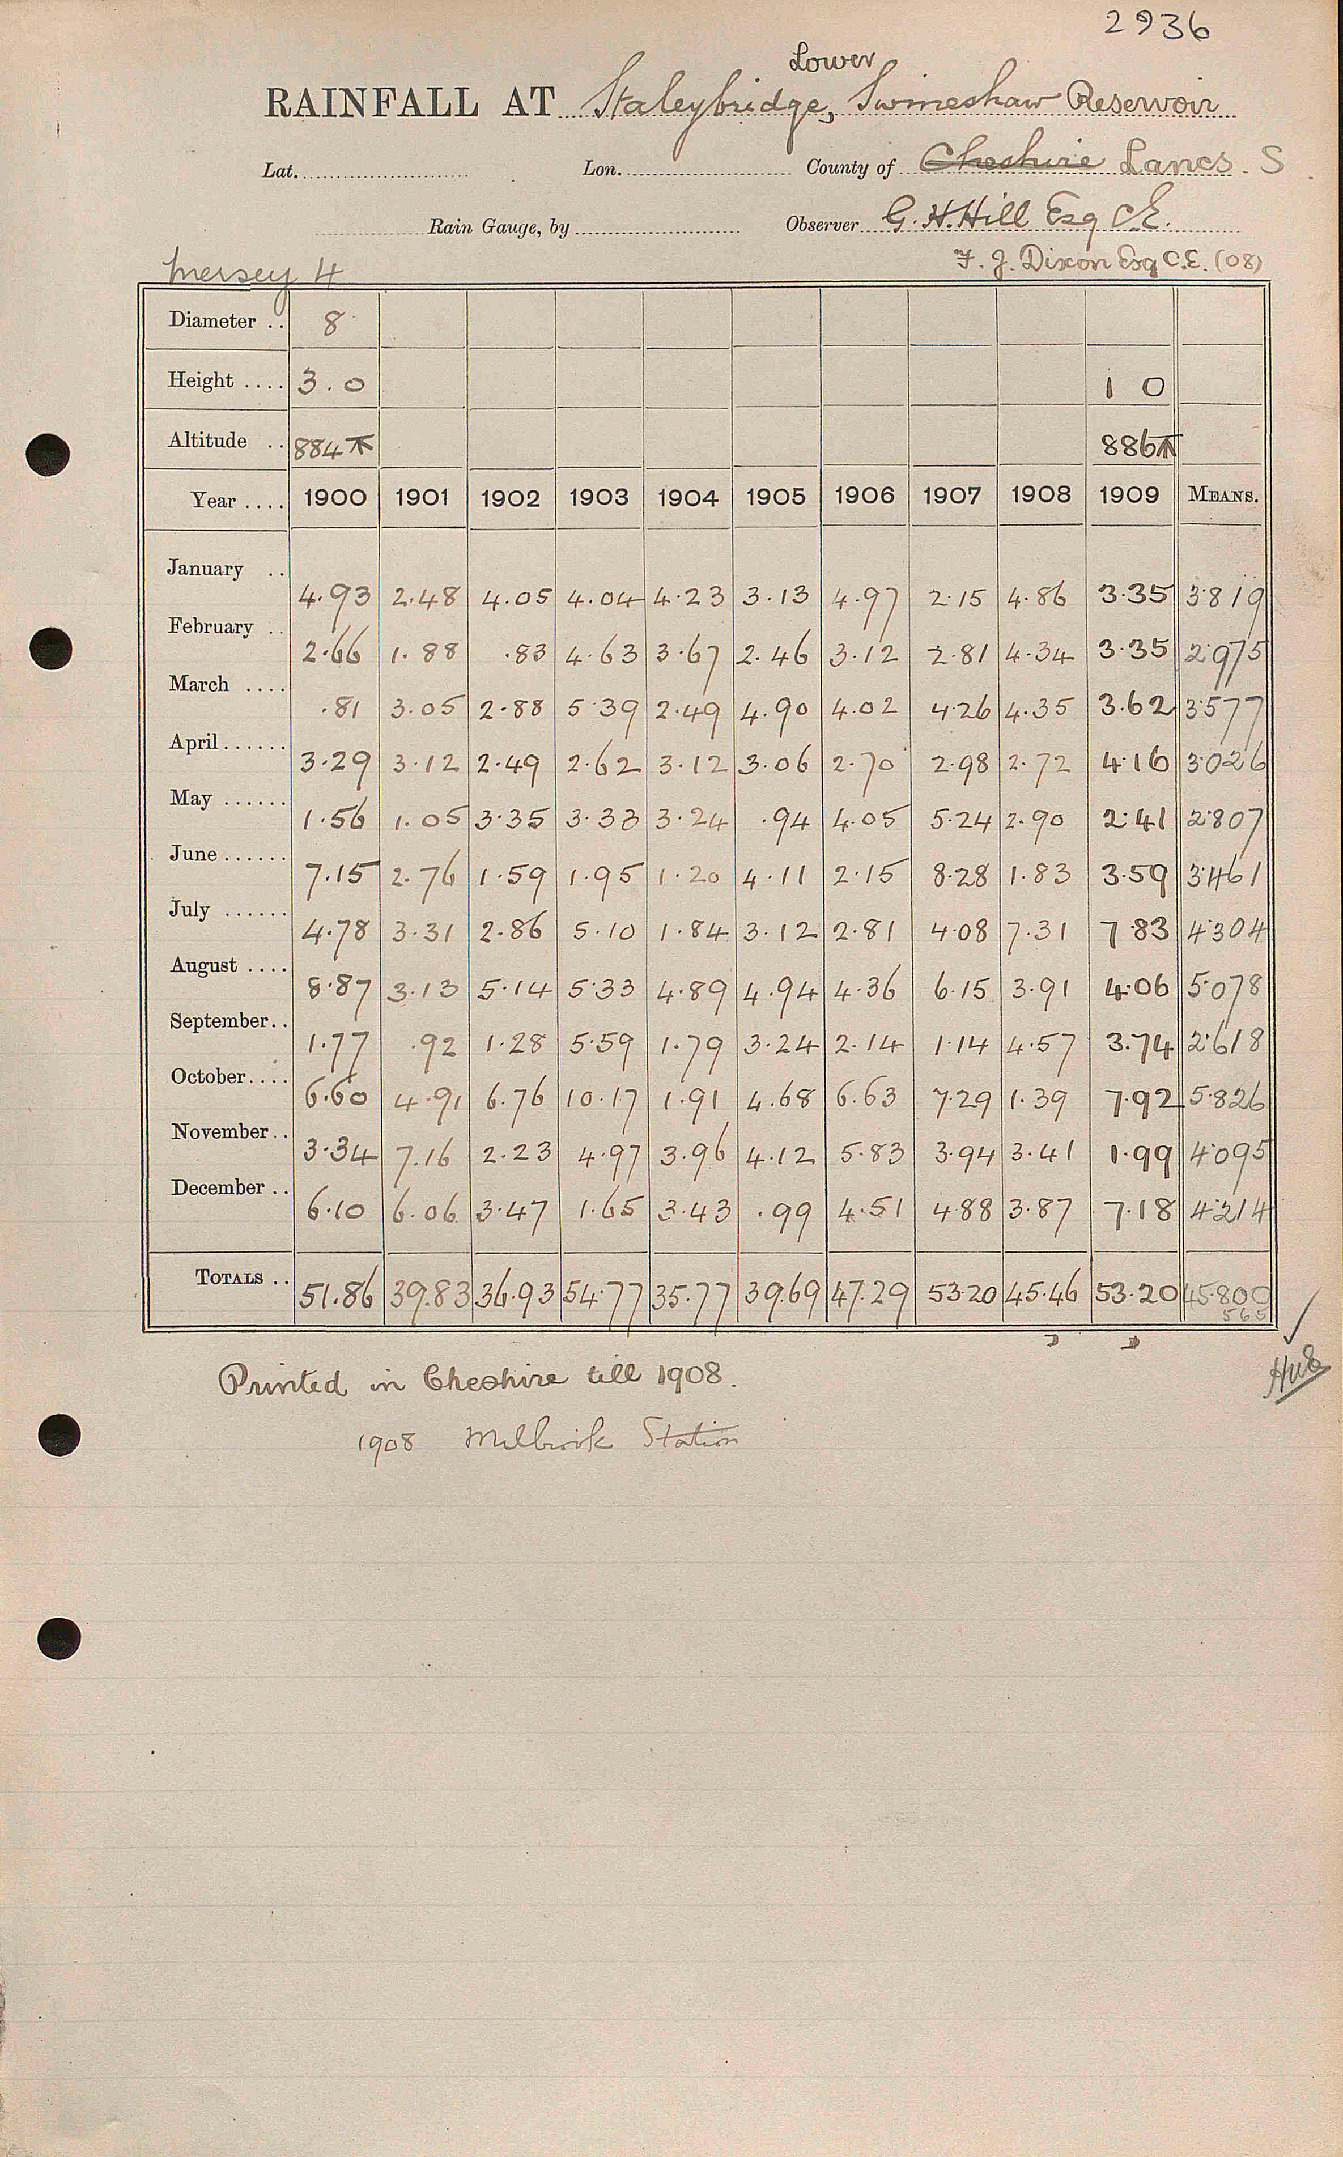 2936
Lower
RAINFALL AT Staleybridge, Swineshaw Reservoir
Lat. Lon. County of Cheshire Lancs. S
Rain Gauge, by Observer G. H. Hill Esq C.E.
Mersey 4 F. J. Dixon Esq C.E. (08)
Diameter .. 8
Height .... 3.0 1 0
Altitude .. 884 886
Year .... 1900 1901 1902 1903 1904 1905 1906 1907 1908 1909 MEANS.
January .. 4.93 2.48 4.05 4.04 4.23 3.13 4.97 2.15 4.86 3.35 3.819
February .. 2.66 1.88 .83 4.63 3.67 2.46 3.12 2.81 4.34 3.35 2.975
March .... .81 3.05 2.88 5.39 2.49 4.90 4.02 4.26 4.35 3.62 3.577
April ...... 3.29 3.12 2.49 2.62 3.12 3.06 2.70 2.98 2.72 4.16 3.026
May ...... 1.56 1.05 3.35 3.33 3.24 .94 4.05 5.24 2.90 2.41 2.807
June ...... 7.15 2.76 1.59 1.95 1.20 4.11 2.15 8.28 1.83 3.59 3.461
July ...... 4.78 3.31 2.86 5.10 1.84 3.12 2.81 4.08 7.31 7.83 4.304
August .... 8.87 3.13 5.14 5.33 4.89 4.94 4.36 6.15 3.91 4.06 5.078
September .. 1.77 .92 1.28 5.59 1.79 3.24 2.14 1.14 4.57 3.74 2.618
October .... 6.60 4.91 6.76 10.17 1.91 4.68 6.63 7.29 1.39 7.92 5.826
November .. 3.34 7.16 2.23 4.97 3.96 4.12 5.83 3.94 3.41 1.99 4.095
December .. 6.10 6.06 3.47 1.65 3.43 .99 4.51 4.88 3.87 7.18 4.214
TOTALS .. 51.86 39.83 36.93 54.77 35.77 39.69 47.29 53.20 45.46 53.20 45.800
565
Printed in Cheshire till 1908.
1908 Millbrook Station